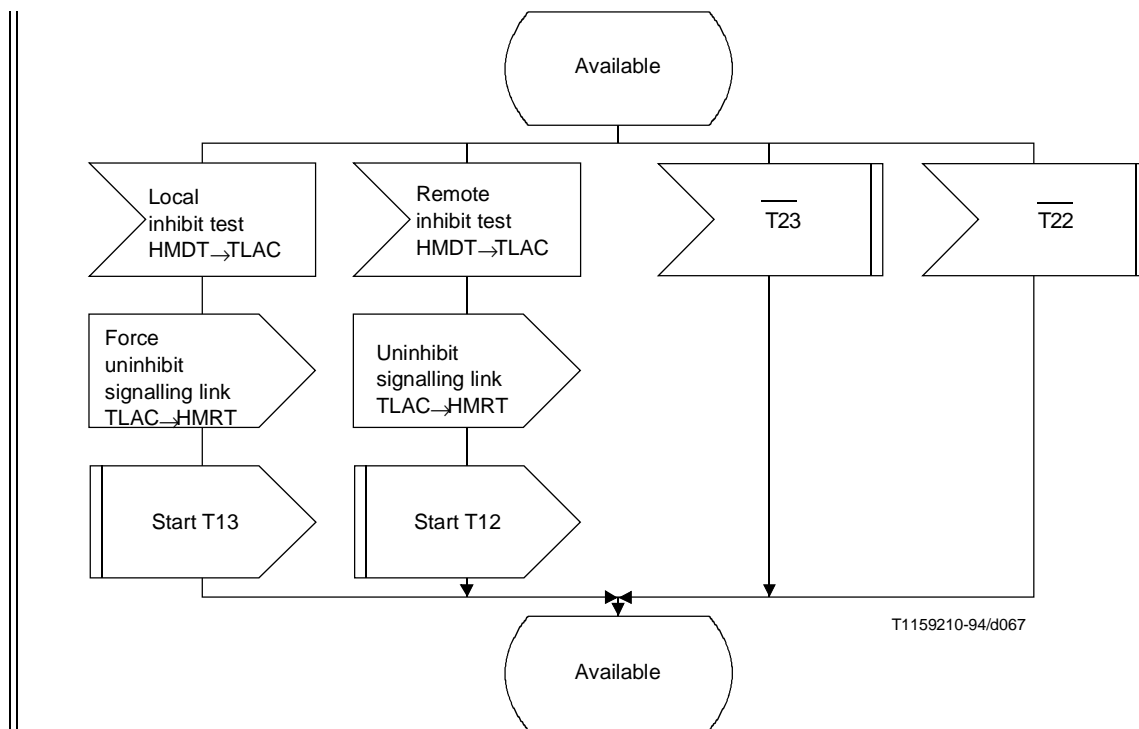 Available
Local
inhibit test
HMDT→TLAC
Remote
inhibit test
HMDT→TLAC
T23
T22
Force
uninhibit
signalling link
TLAC→HMRT
Uninhibit
signalling link
TLAC→HMRT
Start T13
Start T12
T1159210-94/d067
Available